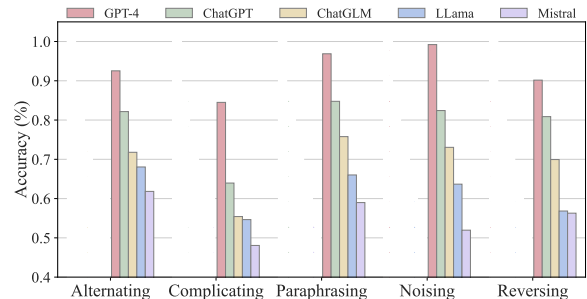 GPT-4 ChatGPT ChatGLM LLama Mistral
Accuracy (%)
1.0
0.9
0.8
0.7
0.6
0.5
0.4
Alternating Complicating Paraphrasing Noising Reversing